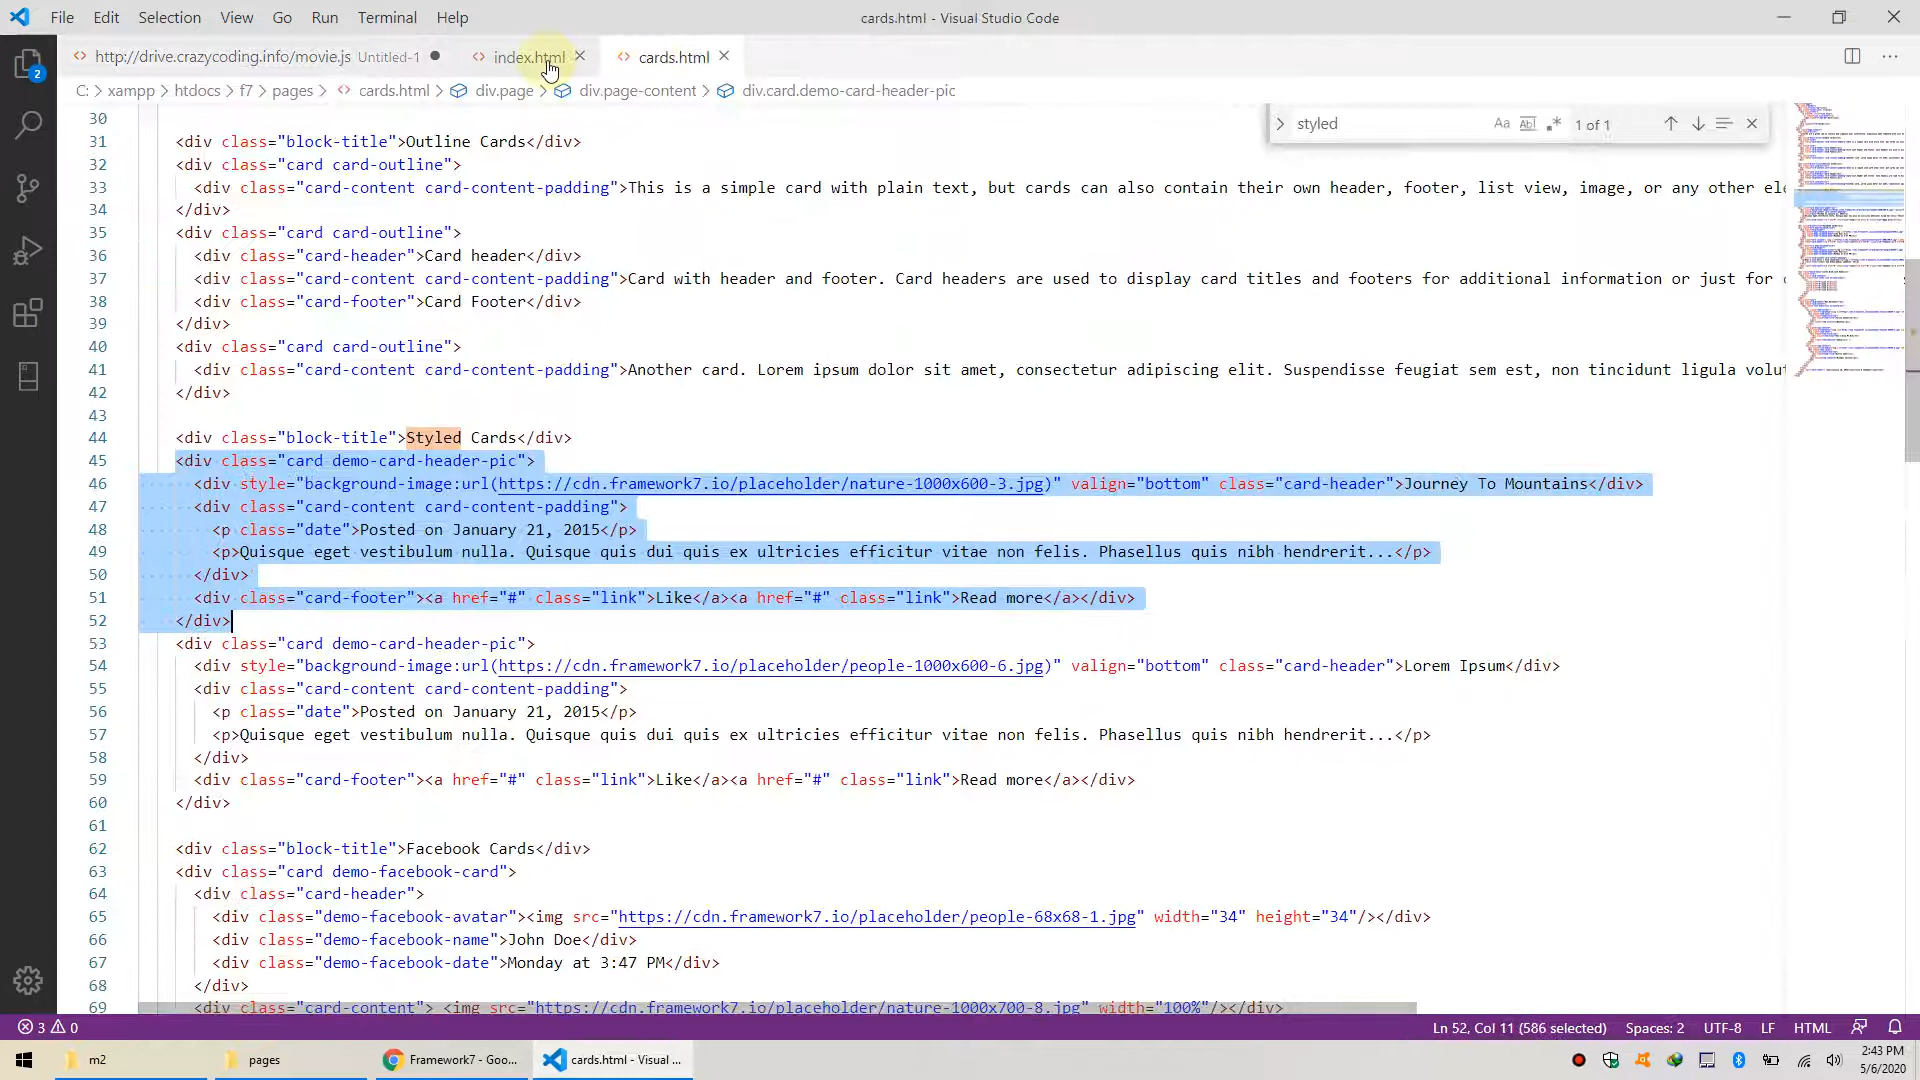 File Edit Selection View Go Run Terminal Help
cards.html - Visual Studio Code
http://drive.crazycoding.info/movie.js Untitled-1
index.html
cards.html
C: > xampp > htdocs > f7 > pages > cards.html > div.page > div.page-content > div.card.demo-card-header-pic
styled
Aa Abl .* 1 of 1
2
30
31 <div class="block-title">Outline Cards</div>
32 <div class="card card-outline">
33 <div class="card-content card-content-padding">This is a simple card with plain text, but cards can also contain their own header, footer, list view, image, or any other ele
34 </div>
35 <div class="card card-outline">
36 <div class="card-header">Card header</div>
37 <div class="card-content card-content-padding">Card with header and footer. Card headers are used to display card titles and footers for additional information or just for c
38 <div class="card-footer">Card Footer</div>
39 </div>
40 <div class="card card-outline">
41 <div class="card-content card-content-padding">Another card. Lorem ipsum dolor sit amet, consectetur adipiscing elit. Suspendisse feugiat sem est, non tincidunt ligula volut
42 </div>
43
44 <div class="block-title">Styled Cards</div>
45 <div class="card demo-card-header-pic">
46 <div style="background-image:url(https://cdn.framework7.io/placeholder/nature-1000x600-3.jpg)" valign="bottom" class="card-header">Journey To Mountains</div>
47 <div class="card-content card-content-padding">
48 <p class="date">Posted on January 21, 2015</p>
49 <p>Quisque eget vestibulum nulla. Quisque quis dui quis ex ultricies efficitur vitae non felis. Phasellus quis nibh hendrerit...</p>
50 </div>
51 <div class="card-footer"><a href="#" class="link">Like</a><a href="#" class="link">Read more</a></div>
52 </div>
53 <div class="card demo-card-header-pic">
54 <div style="background-image:url(https://cdn.framework7.io/placeholder/people-1000x600-6.jpg)" valign="bottom" class="card-header">Lorem Ipsum</div>
55 <div class="card-content card-content-padding">
56 <p class="date">Posted on January 21, 2015</p>
57 <p>Quisque eget vestibulum nulla. Quisque quis dui quis ex ultricies efficitur vitae non felis. Phasellus quis nibh hendrerit...</p>
58 </div>
59 <div class="card-footer"><a href="#" class="link">Like</a><a href="#" class="link">Read more</a></div>
60 </div>
61
62 <div class="block-title">Facebook Cards</div>
63 <div class="card demo-facebook-card">
64 <div class="card-header">
65 <div class="demo-facebook-avatar"><img src="https://cdn.framework7.io/placeholder/people-68x68-1.jpg" width="34" height="34"/></div>
66 <div class="demo-facebook-name">John Doe</div>
67 <div class="demo-facebook-date">Monday at 3:47 PM</div>
68 </div>
69 <div class="card-content"> <img src="https://cdn.framework7.io/placeholder/nature-1000x700-8.jpg" width="100%"/></div>
3 0
Ln 52, Col 11 (586 selected) Spaces: 2 UTF-8 LF HTML
m2
pages
Framework7 - Goo...
cards.html - Visual ...
2:43 PM
5/6/2020